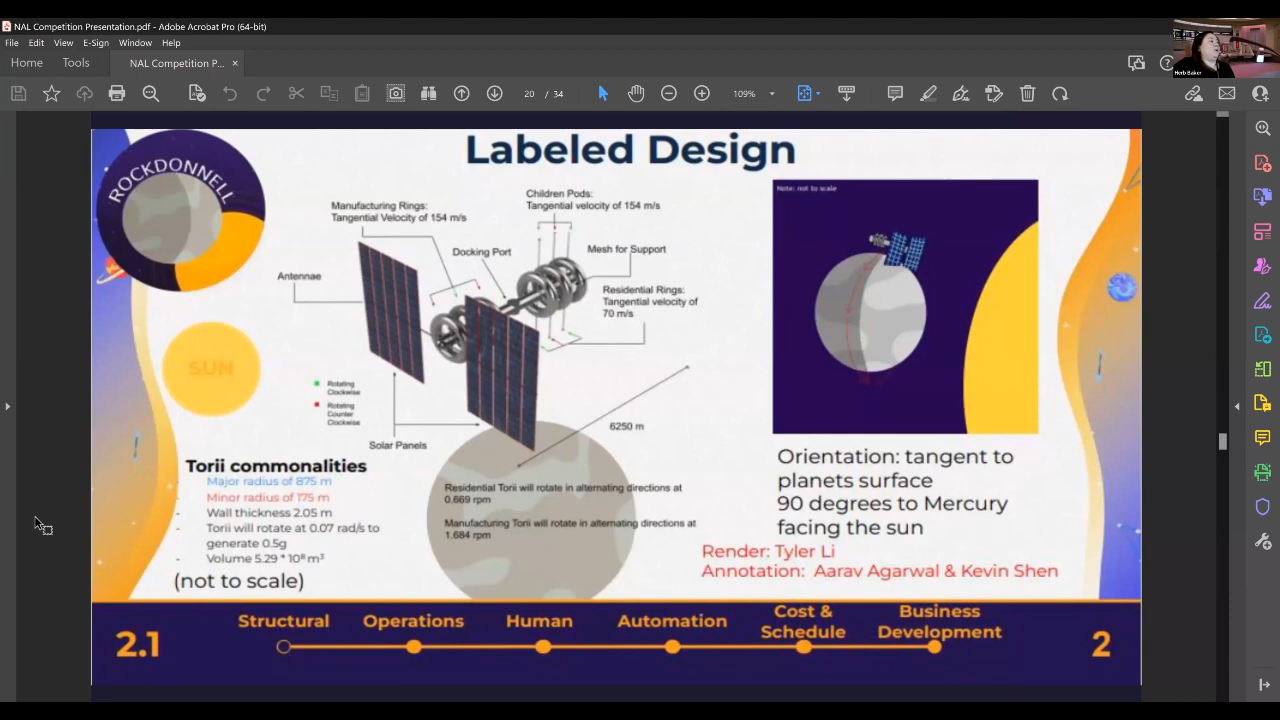 NAL Competition Presentation.pdf - Adobe Acrobat Pro (64-bit)
File Edit View E-Sign Window Help
Home Tools NAL Competition P... ×
20 / 34 109%
Herb Baker
Labeled Design
ROCKDONNELL
Children Pods:
Tangential velocity of 154 m/s
Manufacturing Rings:
Tangential Velocity of 154 m/s
Docking Port
Mesh for Support
Antennae
Residential Rings:
Tangential velocity of
70 m/s
Note: not to scale
SUN
Rotating
Clockwise
Rotating
Counter
Clockwise
Solar Panels
6250 m
Torii commonalities
Major radius of 875 m
- Minor radius of 175 m
- Wall thickness 2.05 m
- Torii will rotate at 0.07 rad/s to
generate 0.5g
- Volume 5.29 * 10⁸ m³
(not to scale)
Residential Torii will rotate in alternating directions at
0.669 rpm
Manufacturing Torii will rotate in alternating directions at
1.684 rpm
Orientation: tangent to
planets surface
90 degrees to Mercury
facing the sun
Render: Tyler Li
Annotation: Aarav Agarwal & Kevin Shen
2.1
Structural
Operations
Human
Automation
Cost &
Schedule
Business
Development
2